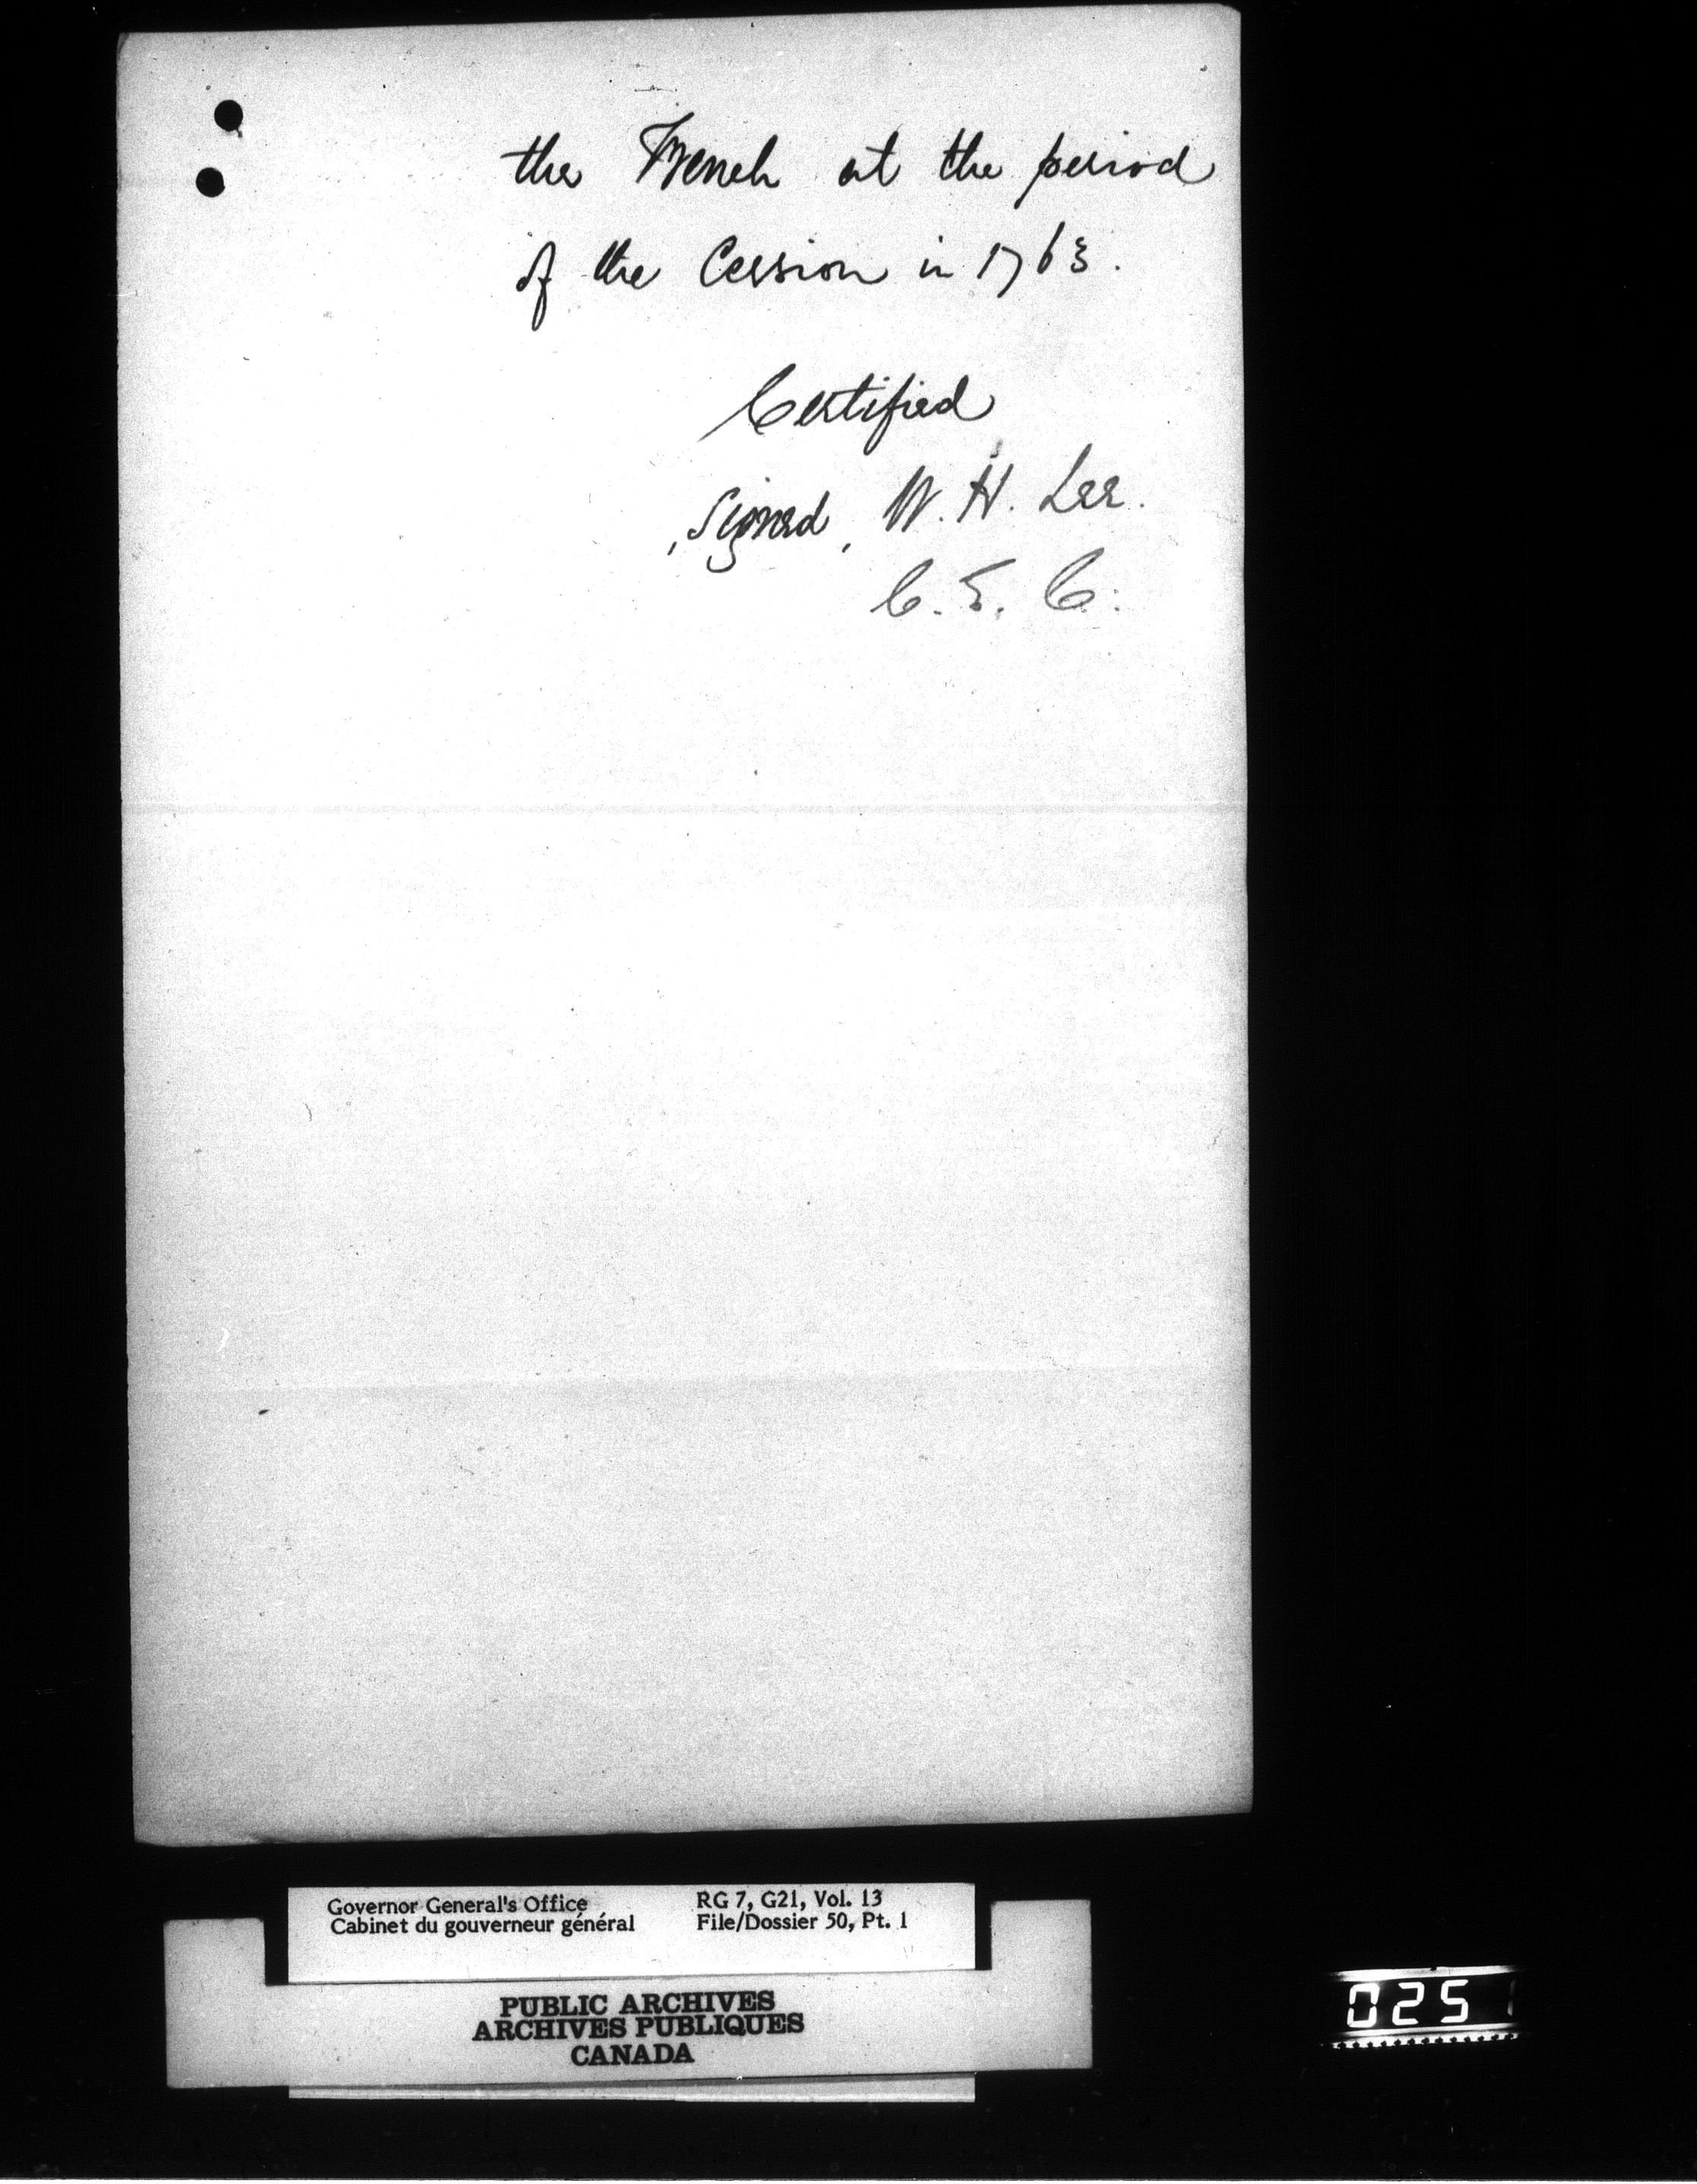 the French at the period
of the Cession in 1763.
Certified
, Signed, W. H. Lee.
C. E. C.
Governor General's Office
Cabinet du gouverneur général
RG 7, G21, Vol. 13
File/Dossier 50, Pt. 1
PUBLIC ARCHIVES
ARCHIVES PUBLIQUES
CANADA
025